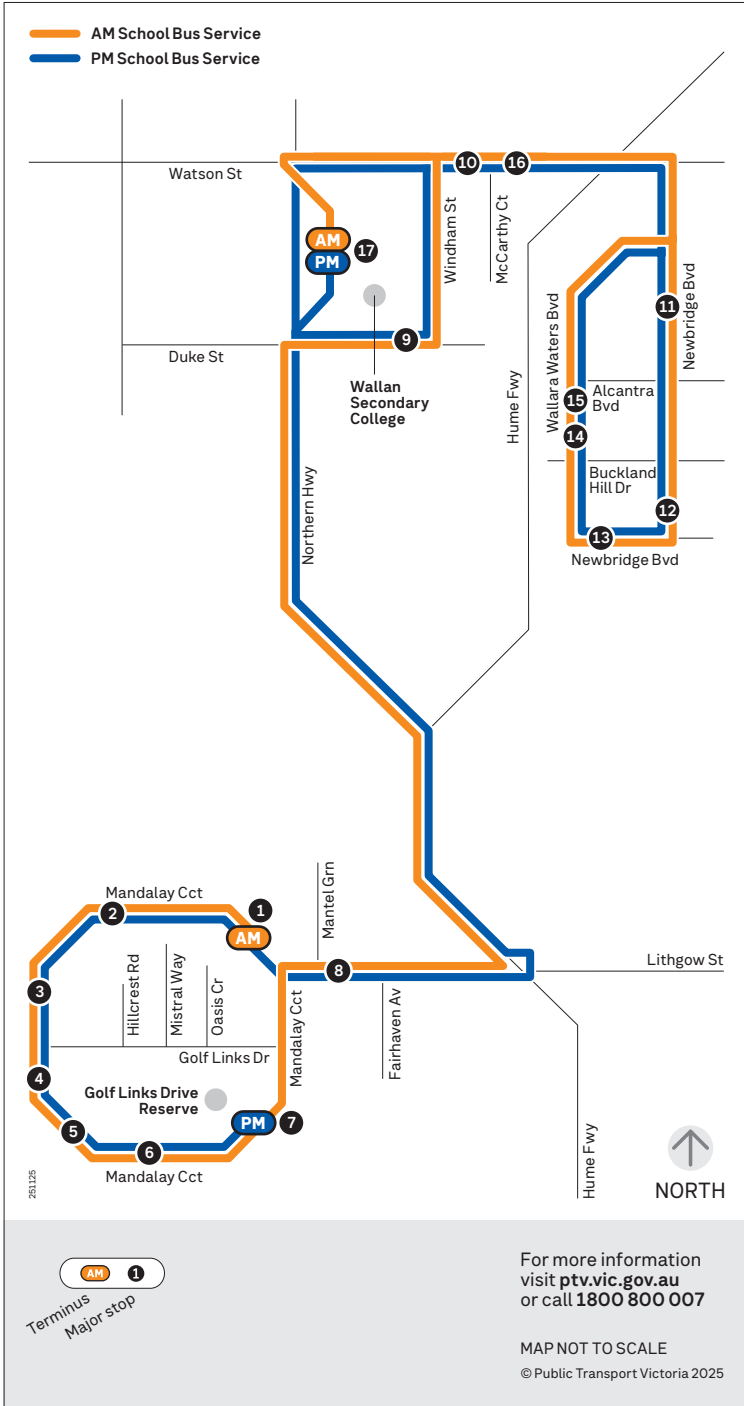 AM School Bus Service
PM School Bus Service
10
16
Watson St
McCarthy Ct
Windham St
AM
PM
17
Newbridge Bvd
11
Wallara Waters Bvd
9
Duke St
Hume Fwy
Wallan
Secondary
College
15
Alcantra
Bvd
14
Buckland
Hill Dr
12
Northern Hwy
13
Newbridge Bvd
Mandalay Cct
1
2
AM
Mantel Grn
8
Lithgow St
3
Hillcrest Rd
Mistral Way
Oasis Cr
Mandalay Cct
Fairhaven Av
Golf Links Dr
4
Golf Links Drive
Reserve
PM
7
5
6
Mandalay Cct
251125
Hume Fwy
NORTH
AM
1
Terminus
Major stop
For more information
visit ptv.vic.gov.au
or call 1800 800 007
MAP NOT TO SCALE
© Public Transport Victoria 2025